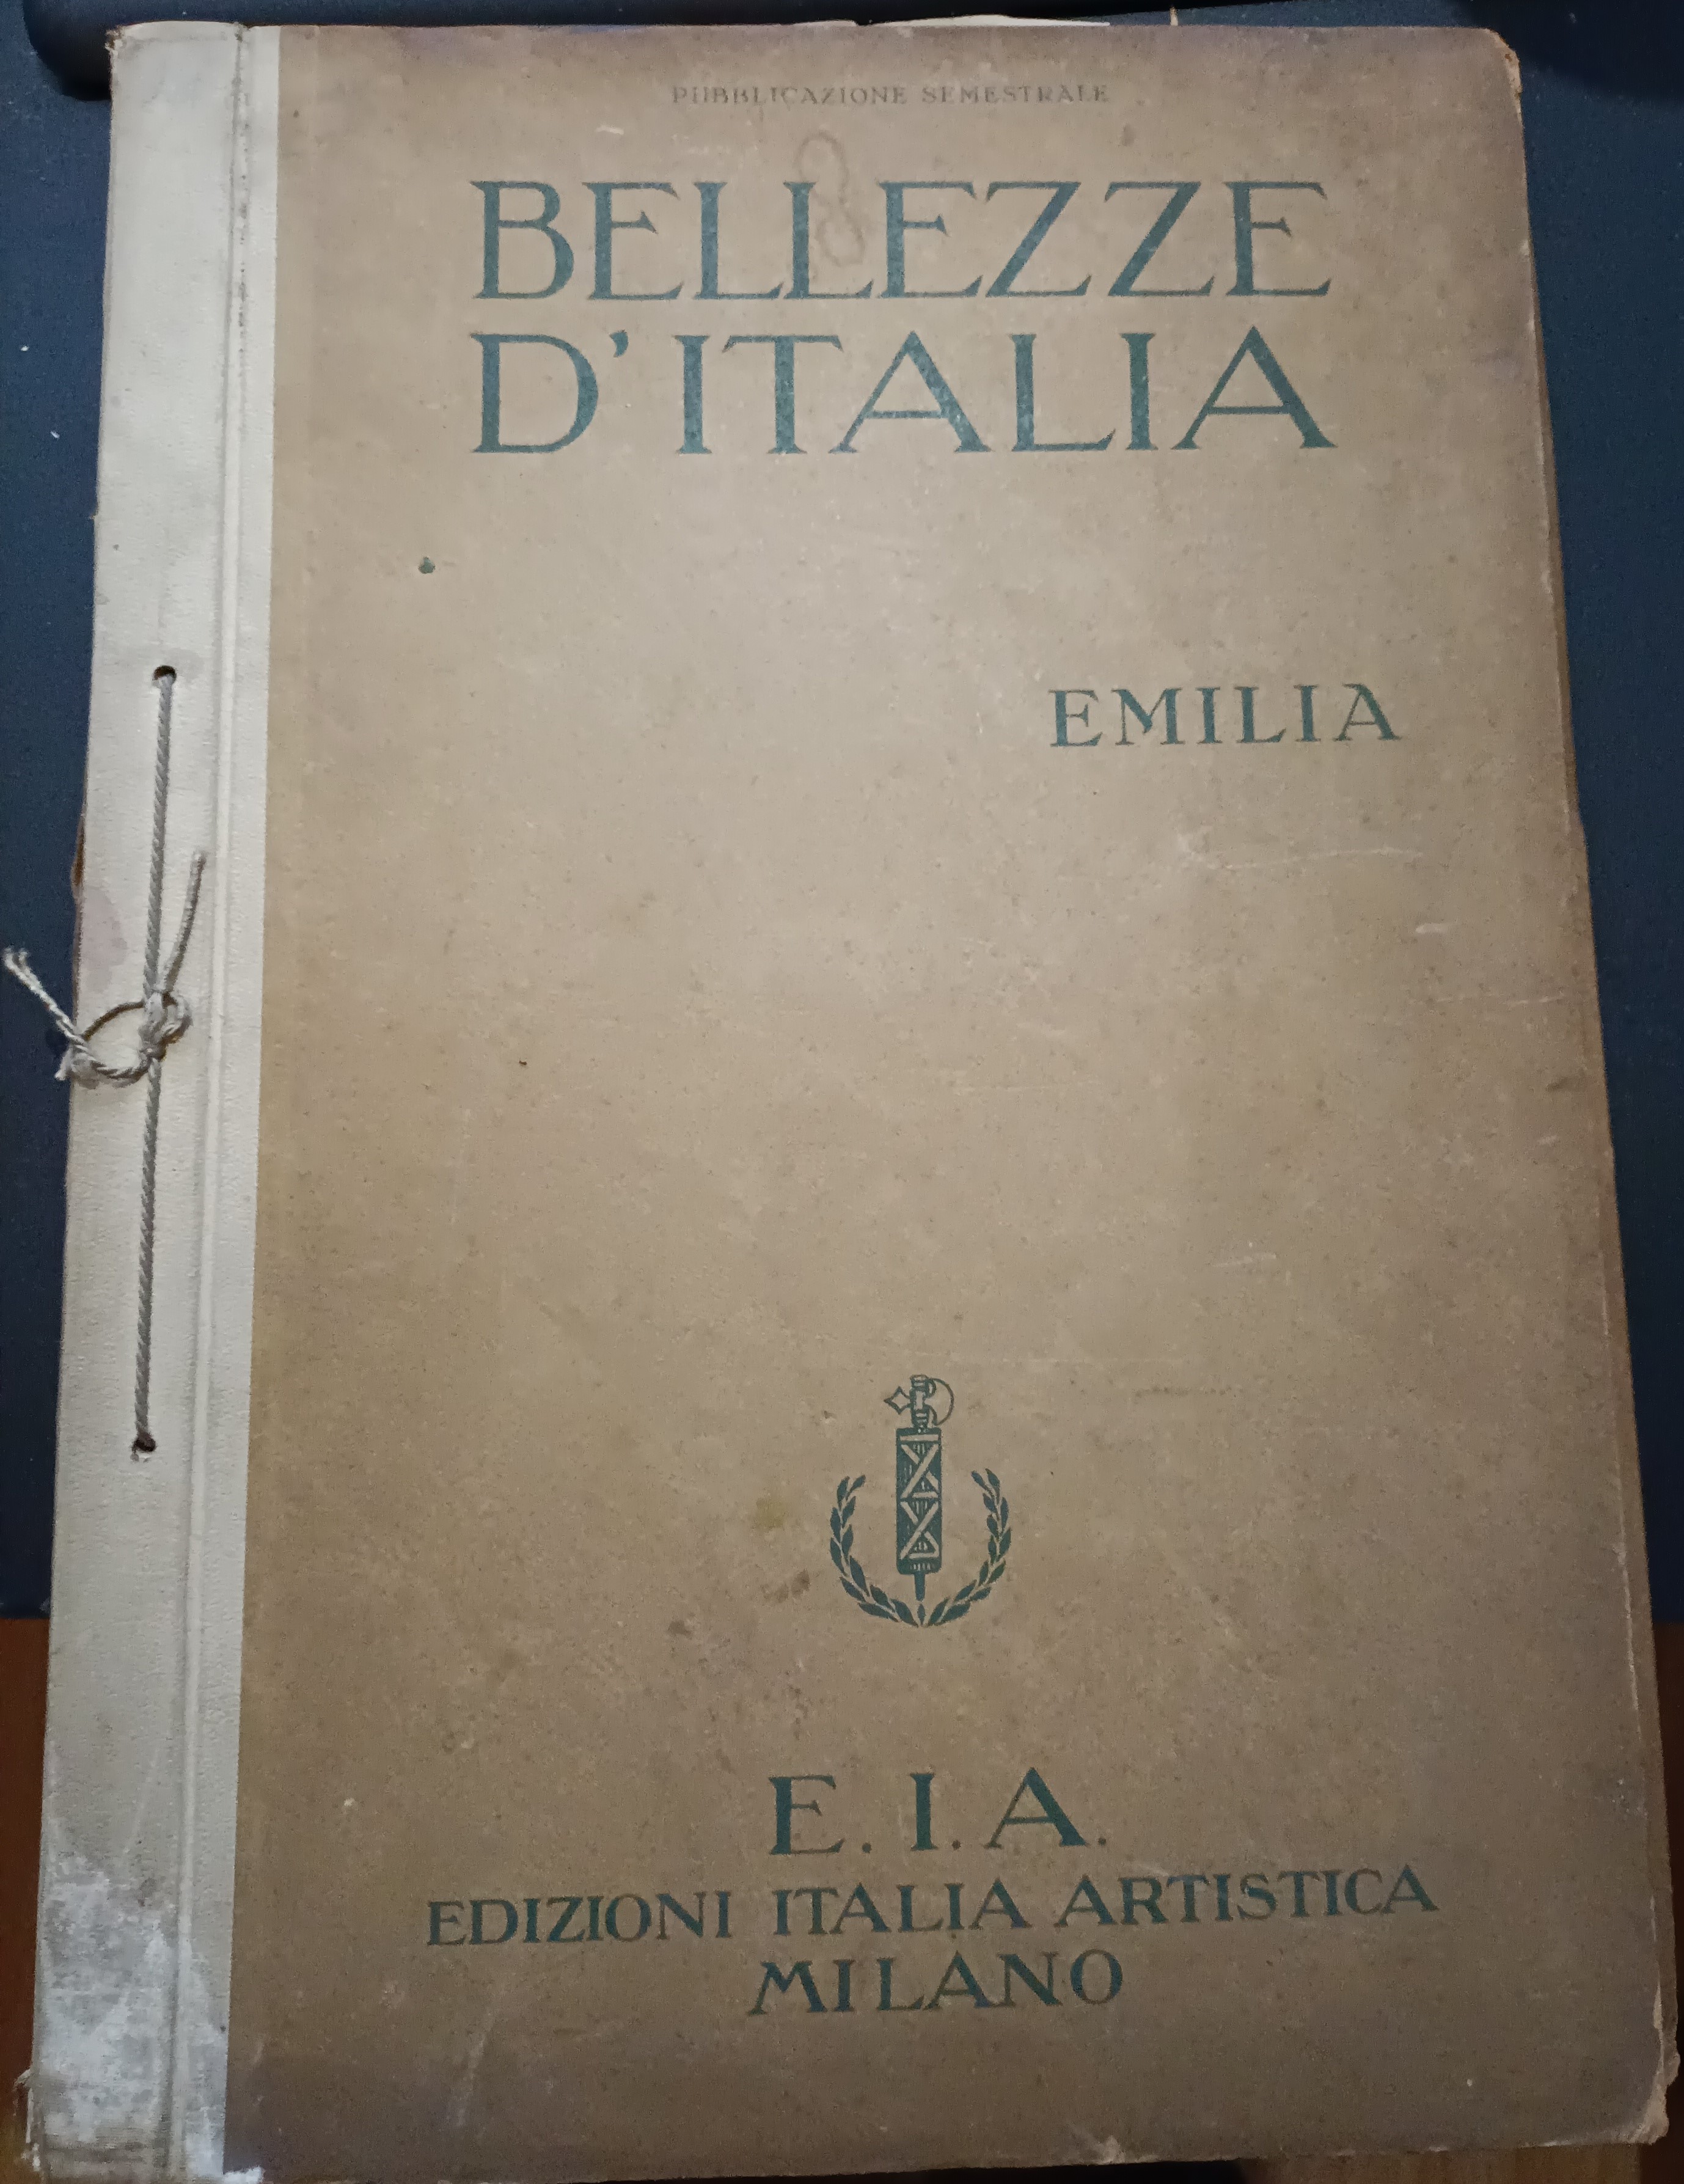 PUBBLICAZIONE SEMESTRALE
BELLEZZE
D'ITALIA
EMILIA
E. I. A.
EDIZIONI ITALIA ARTISTICA
MILANO